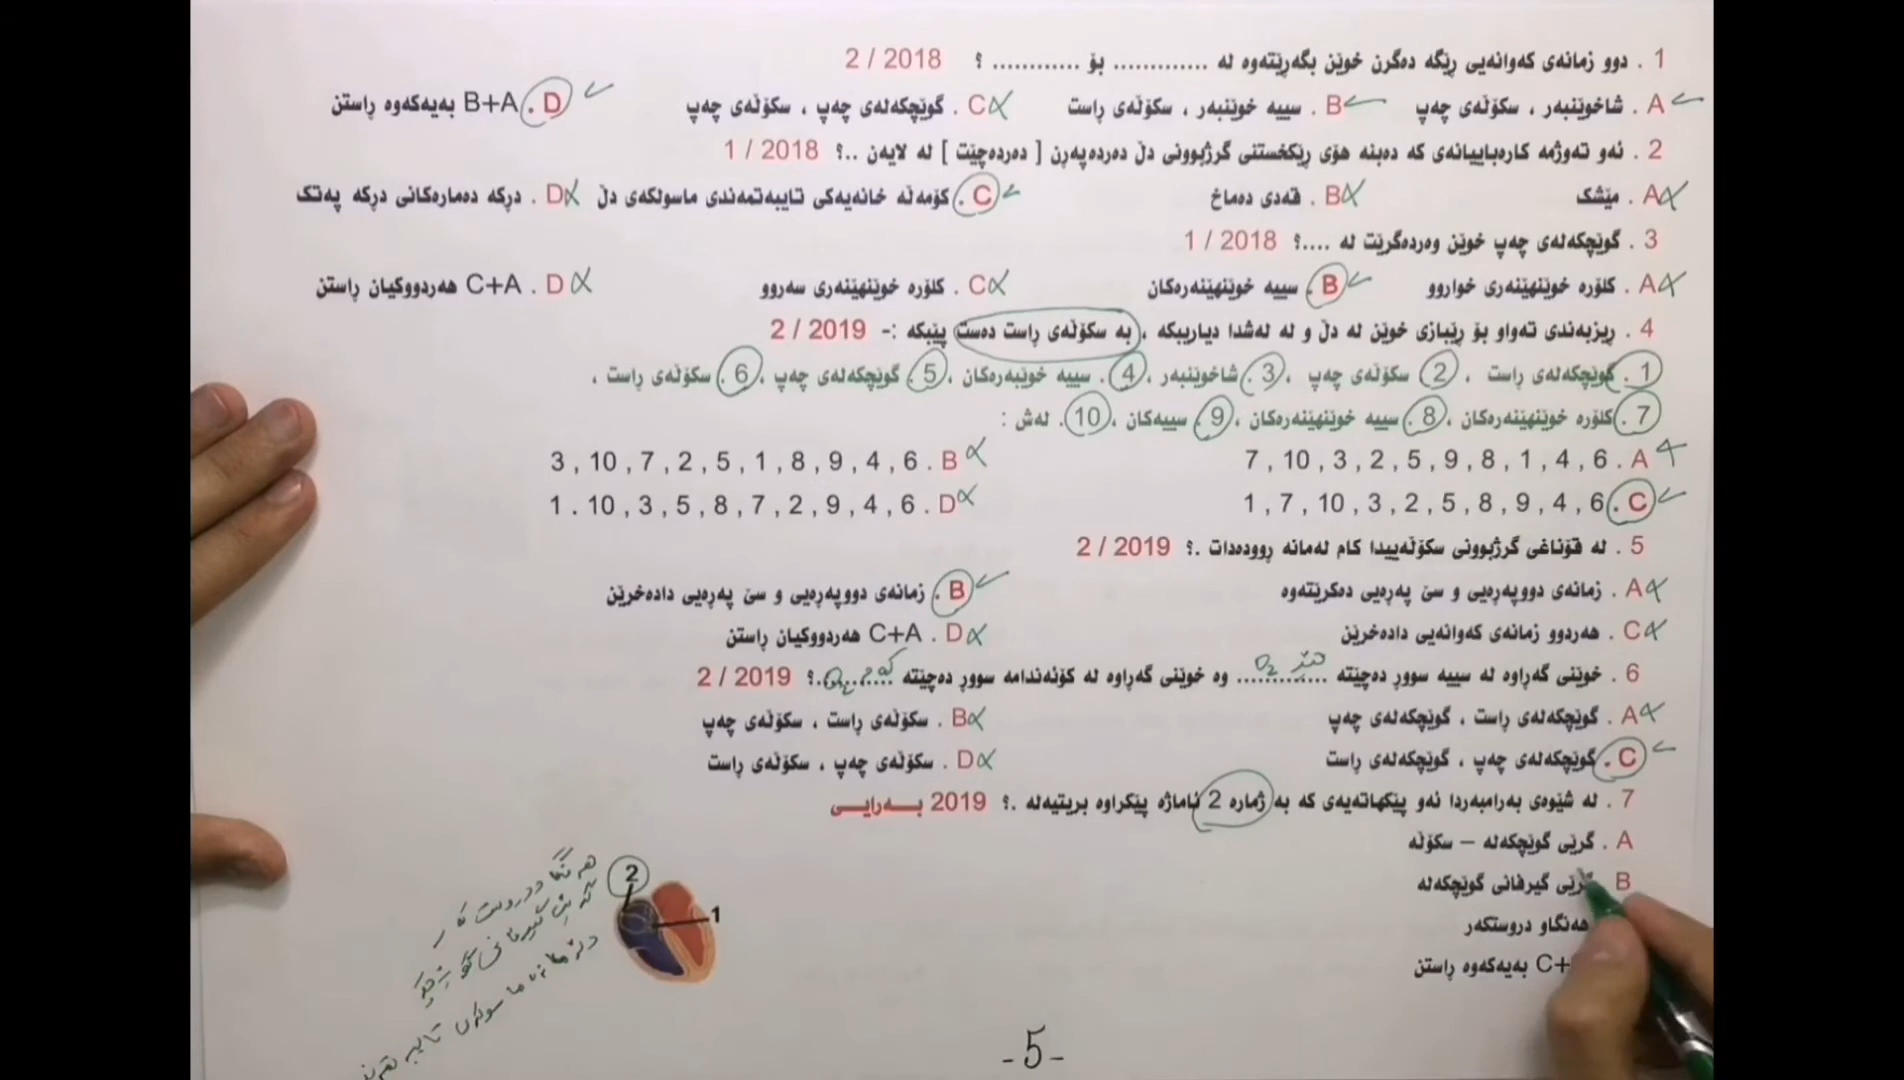 1 . دوو زمانەی کەوانەیی ڕێگە دەگرن خوێن بگەڕێتەوە لە ............. بۆ ............ ؟ 2018 / 2
A . شاخوێنبەر ، سکۆڵەی چەپ B . سییە خوێنبەر ، سکۆڵەی ڕاست C . گوێچکەلەی چەپ ، سکۆڵەی چەپ D . B+A بەیەکەوە ڕاستن
2 . ئەو تەوژمە کارەباییانەی کە دەبنە هۆی ڕێکخستنی گرژبوونی دڵ دەردەپەڕن [ دەردەچێت ] لە لایەن ..؟ 2018 / 1
A . مێشک B . قەدی دەماخ C . کۆمەڵە خانەیەکی تایبەتمەندی ماسولکەی دڵ D . درکە دەمارەکانی درکە پەتک
3 . گوێچکەلەی چەپ خوێن وەردەگرێت لە ....؟ 2018 / 1
A . کلۆرە خوێنهێنەری خواروو B . سییە خوێنهێنەرەکان C . کلۆرە خوێنهێنەری سەروو D . C+A هەردووکیان ڕاستن
4 . ڕیزبەندی تەواو بۆ ڕێبازی خوێن لە دڵ و لە لەشدا دیاریبکە ، بە سکۆڵەی ڕاست دەست پێبکە :- 2019 / 2
1 . گوێچکەلەی ڕاست ، 2 سکۆڵەی چەپ ، 3 . شاخوێنبەر ، 4 . سییە خوێنبەرەکان ، 5 . گوێچکەلەی چەپ ، 6 . سکۆڵەی ڕاست ،
7 . کلۆرە خوێنهێنەرەکان ، 8 . سییە خوێنهێنەرەکان ، 9 . سییەکان ، 10 . لەش :
7 , 10 , 3 , 2 , 5 , 9 , 8 , 1 , 4 , 6 . A 3 , 10 , 7 , 2 , 5 , 1 , 8 , 9 , 4 , 6 . B
1 , 7 , 10 , 3 , 2 , 5 , 8 , 9 , 4 , 6 . C 1 . 10 , 3 , 5 , 8 , 7 , 2 , 9 , 4 , 6 . D
5 . لە قۆناغی گرژبوونی سکۆڵەییدا کام لەمانە ڕوودەدات .؟ 2019 / 2
A . زمانەی دووپەڕەیی و سێ پەڕەیی دەکرێتەوە B . زمانەی دووپەڕەیی و سێ پەڕەیی دادەخرێن
C . هەردوو زمانەی کەوانەیی دادەخرێن D . C+A هەردووکیان ڕاستن
6 . خوێنی گەڕاوە لە سییە سووڕ دەچێتە ............. وە خوێنی گەڕاوە لە کۆئەندامە سووڕ دەچێتە .........؟ 2019 / 2
O₂ O₂
A . گوێچکەلەی ڕاست ، گوێچکەلەی چەپ B . سکۆڵەی ڕاست ، سکۆڵەی چەپ
C . گوێچکەلەی چەپ ، گوێچکەلەی ڕاست D . سکۆڵەی چەپ ، سکۆڵەی ڕاست
7 . لە شێوەی بەرامبەردا ئەو پێکهاتەیەی کە بە ژمارە 2 ئاماژە پێکراوە بریتیەلە .؟ 2019 بـــەرایـــی
A . گرێی گوێچکەلە – سکۆڵە
B گرێی گیرفانی گوێچکەلە
هەنگاو دروستکەر
C+ بەیەکەوە ڕاستن
2
1
-5-